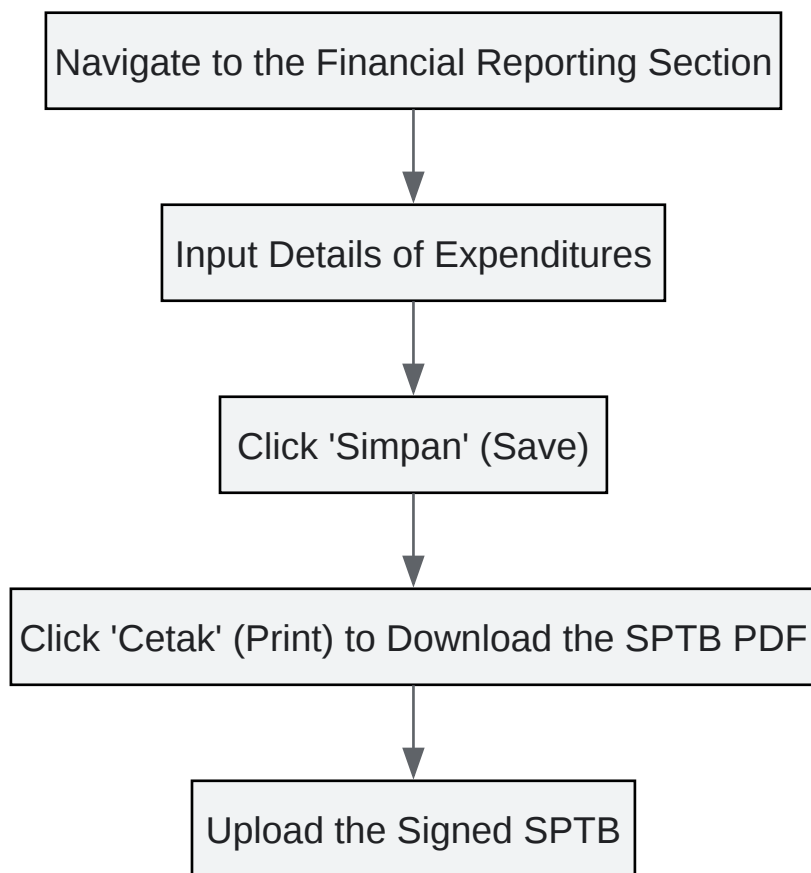 Navigate to the Financial Reporting Section
Input Details of Expenditures
Click 'Simpan' (Save)
Click 'Cetak' (Print) to Download the SPTB PDF
Upload the Signed SPTB